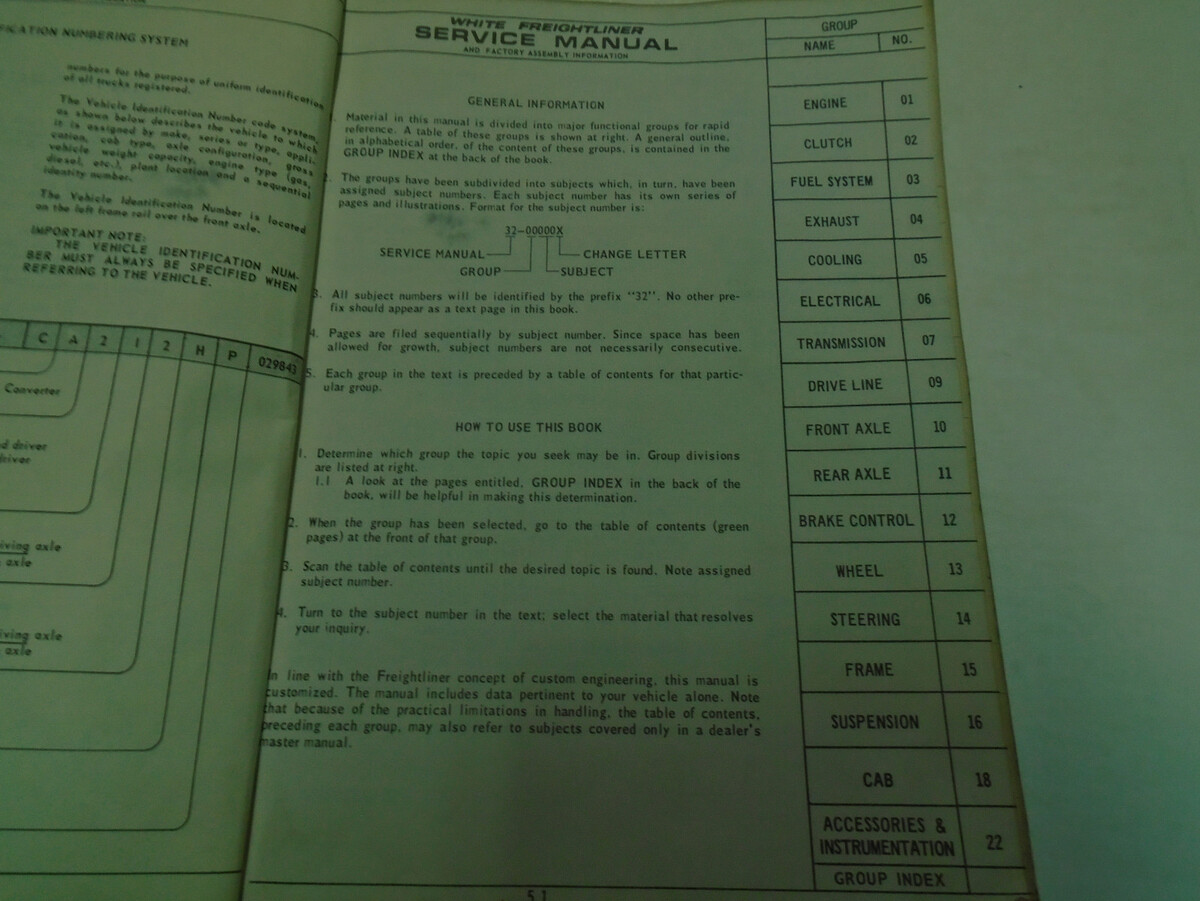 IFICATION NUMBERING SYSTEM
numbers for the purpose of uniform identification
of all trucks registered.
The Vehicle Identification Number code system,
as shown below describes the vehicle to which
it is assigned by make, series or type, appli-
cation, cab type, axle configuration, gross
vehicle weight capacity, engine type (gas,
diesel, etc.), plant location and a sequential
identity number.
The Vehicle Identification Number is located
on the left frame rail over the front axle.
IMPORTANT NOTE:
THE VEHICLE IDENTIFICATION NUM-
BER MUST ALWAYS BE SPECIFIED WHEN
REFERRING TO THE VEHICLE.
C A 2 1 2 H P 029843
Converter
d driver
driver
iving axle
axle
iving axle
axle
WHITE FREIGHTLINER
SERVICE MANUAL
AND FACTORY ASSEMBLY INFORMATION
GENERAL INFORMATION
Material in this manual is divided into major functional groups for rapid
reference. A table of these groups is shown at right. A general outline,
in alphabetical order, of the content of these groups, is contained in the
GROUP INDEX at the back of the book.
2. The groups have been subdivided into subjects which, in turn, have been
assigned subject numbers. Each subject number has its own series of
pages and illustrations. Format for the subject number is:
32-00000X
SERVICE MANUAL CHANGE LETTER
GROUP SUBJECT
3. All subject numbers will be identified by the prefix "32". No other pre-
fix should appear as a text page in this book.
4. Pages are filed sequentially by subject number. Since space has been
allowed for growth, subject numbers are not necessarily consecutive.
5. Each group in the text is preceded by a table of contents for that partic-
ular group.
HOW TO USE THIS BOOK
1. Determine which group the topic you seek may be in. Group divisions
are listed at right.
1.1 A look at the pages entitled, GROUP INDEX in the back of the
book, will be helpful in making this determination.
2. When the group has been selected, go to the table of contents (green
pages) at the front of that group.
3. Scan the table of contents until the desired topic is found. Note assigned
subject number.
4. Turn to the subject number in the text; select the material that resolves
your inquiry.
In line with the Freightliner concept of custom engineering, this manual is
customized. The manual includes data pertinent to your vehicle alone. Note
that because of the practical limitations in handling, the table of contents,
preceding each group, may also refer to subjects covered only in a dealer's
master manual.
GROUP
NAME NO.
ENGINE 01
CLUTCH 02
FUEL SYSTEM 03
EXHAUST 04
COOLING 05
ELECTRICAL 06
TRANSMISSION 07
DRIVE LINE 09
FRONT AXLE 10
REAR AXLE 11
BRAKE CONTROL 12
WHEEL 13
STEERING 14
FRAME 15
SUSPENSION 16
CAB 18
ACCESSORIES &
INSTRUMENTATION 22
GROUP INDEX
5.1